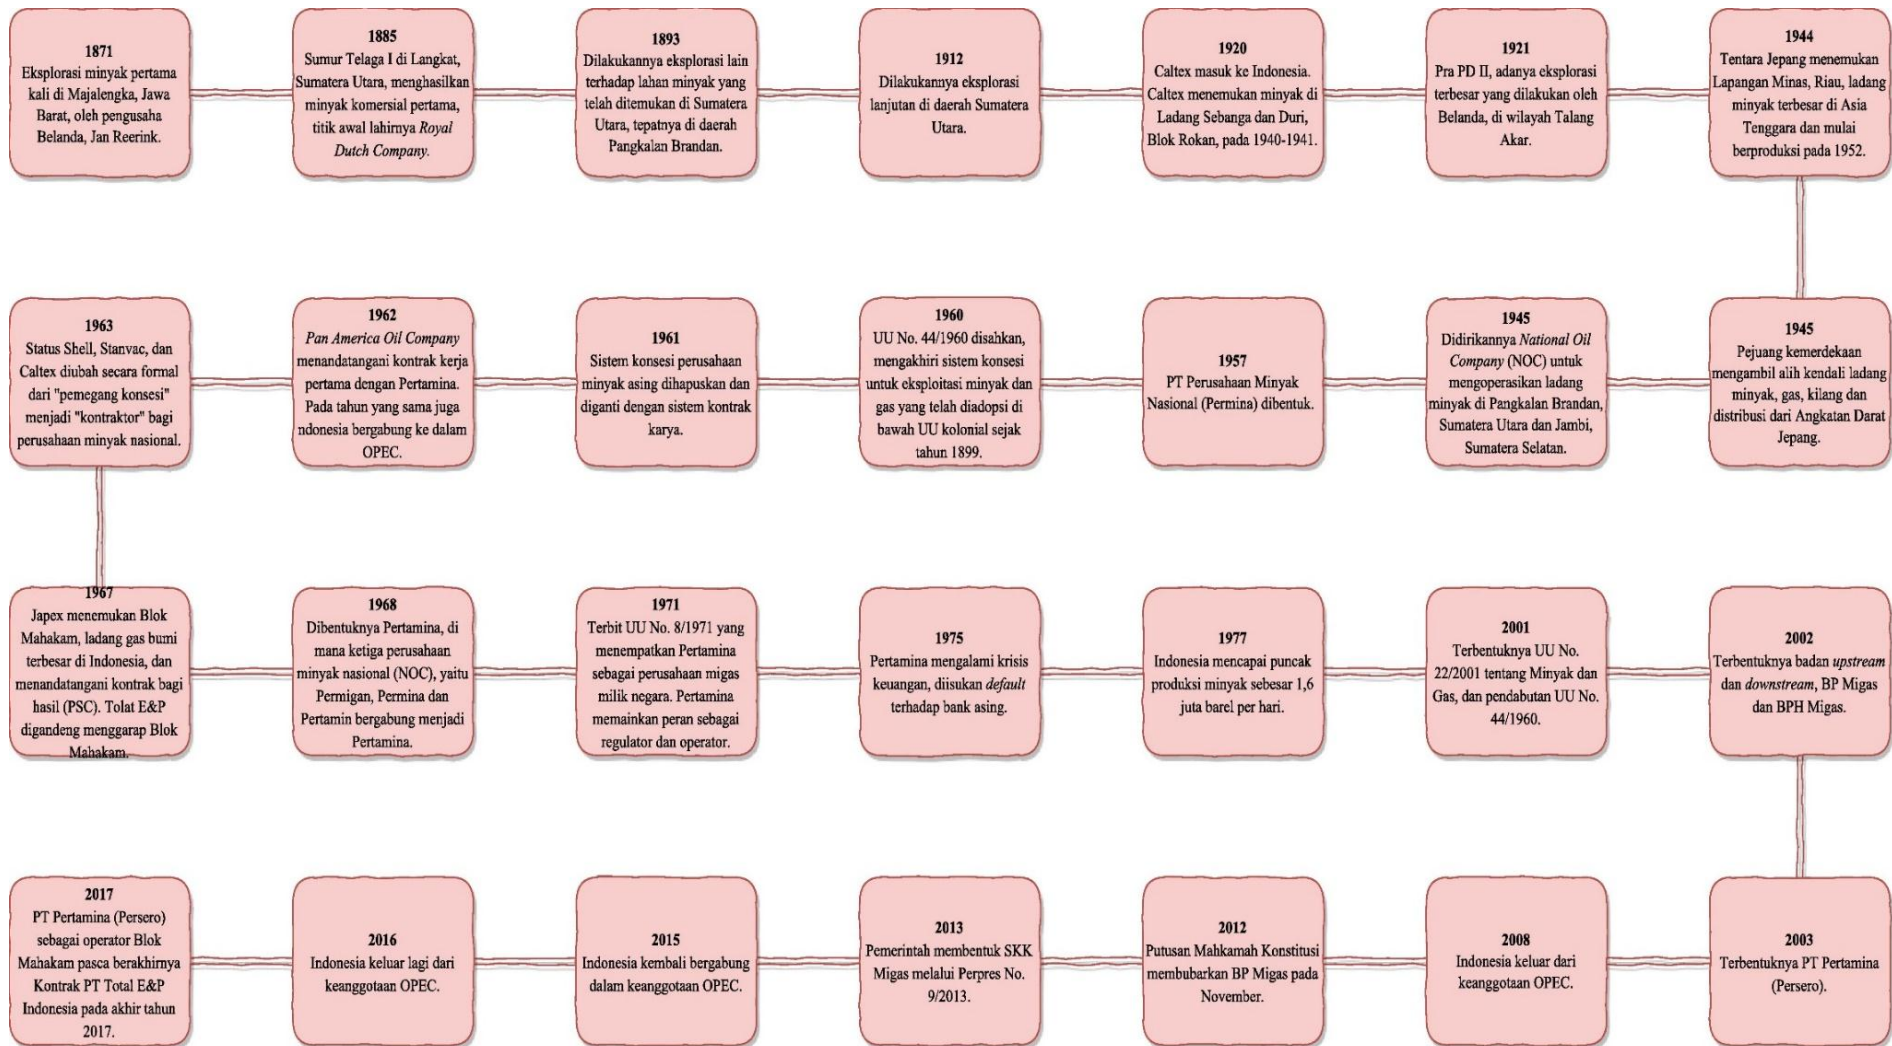 1871
Eksplorasi minyak pertama
kali di Majalengka, Jawa
Barat, oleh pengusaha
Belanda, Jan Reerink.
1885
Sumur Telaga I di Langkat,
Sumatera Utara, menghasilkan
minyak komersial pertama,
titik awal lahirnya Royal
Dutch Company.
1893
Dilakukannya eksplorasi lain
terhadap lahan minyak yang
telah ditemukan di Sumatera
Utara, tepatnya di daerah
Pangkalan Brandan.
1912
Dilakukannya eksplorasi
lanjutan di daerah Sumatera
Utara.
1920
Caltex masuk ke Indonesia.
Caltex menemukan minyak di
Ladang Sebanga dan Duri,
Blok Rokan, pada 1940-1941.
1921
Pra PD II, adanya eksplorasi
terbesar yang dilakukan oleh
Belanda, di wilayah Talang
Akar.
1944
Tentara Jepang menemukan
Lapangan Minas, Riau, ladang
minyak terbesar di Asia
Tenggara dan mulai
berproduksi pada 1952.
1945
Pejuang kemerdekaan
mengambil alih kendali ladang
minyak, gas, kilang dan
distribusi dari Angkatan Darat
Jepang.
1945
Didirikannya National Oil
Company (NOC) untuk
mengoperasikan ladang
minyak di Pangkalan Brandan,
Sumatera Utara dan Jambi,
Sumatera Selatan.
1957
PT Perusahaan Minyak
Nasional (Permina) dibentuk.
1960
UU No. 44/1960 disahkan,
mengakhiri sistem konsesi
untuk eksploitasi minyak dan
gas yang telah diadopsi di
bawah UU kolonial sejak
tahun 1899.
1961
Sistem konsesi perusahaan
minyak asing dihapuskan dan
diganti dengan sistem kontrak
karya.
1962
Pan America Oil Company
menandatangani kontrak kerja
pertama dengan Pertamina.
Pada tahun yang sama juga
ndonesia bergabung ke dalam
OPEC.
1963
Status Shell, Stanvac, dan
Caltex diubah secara formal
dari "pemegang konsesi"
menjadi "kontraktor" bagi
perusahaan minyak nasional.
1967
Japex menemukan Blok
Mahakam, ladang gas bumi
terbesar di Indonesia, dan
menandatangani kontrak bagi
hasil (PSC). Tolat E&P
digandeng menggarap Blok
Mahakam.
1968
Dibentuknya Pertamina, di
mana ketiga perusahaan
minyak nasional (NOC), yaitu
Permigan, Permina dan
Pertamin bergabung menjadi
Pertamina.
1971
Terbit UU No. 8/1971 yang
menempatkan Pertamina
sebagai perusahaan migas
milik negara. Pertamina
memainkan peran sebagai
regulator dan operator.
1975
Pertamina mengalami krisis
keuangan, diisukan default
terhadap bank asing.
1977
Indonesia mencapai puncak
produksi minyak sebesar 1,6
juta barel per hari.
2001
Terbentuknya UU No.
22/2001 tentang Minyak dan
Gas, dan pendabutan UU No.
44/1960.
2002
Terbentuknya badan upstream
dan downstream, BP Migas
dan BPH Migas.
2003
Terbentuknya PT Pertamina
(Persero).
2008
Indonesia keluar dari
keanggotaan OPEC.
2012
Putusan Mahkamah Konstitusi
membubarkan BP Migas pada
November.
2013
Pemerintah membentuk SKK
Migas melalui Perpres No.
9/2013.
2015
Indonesia kembali bergabung
dalam keanggotaan OPEC.
2016
Indonesia keluar lagi dari
keanggotaan OPEC.
2017
PT Pertamina (Persero)
sebagai operator Blok
Mahakam pasca berakhirnya
Kontrak PT Total E&P
Indonesia pada akhir tahun
2017.